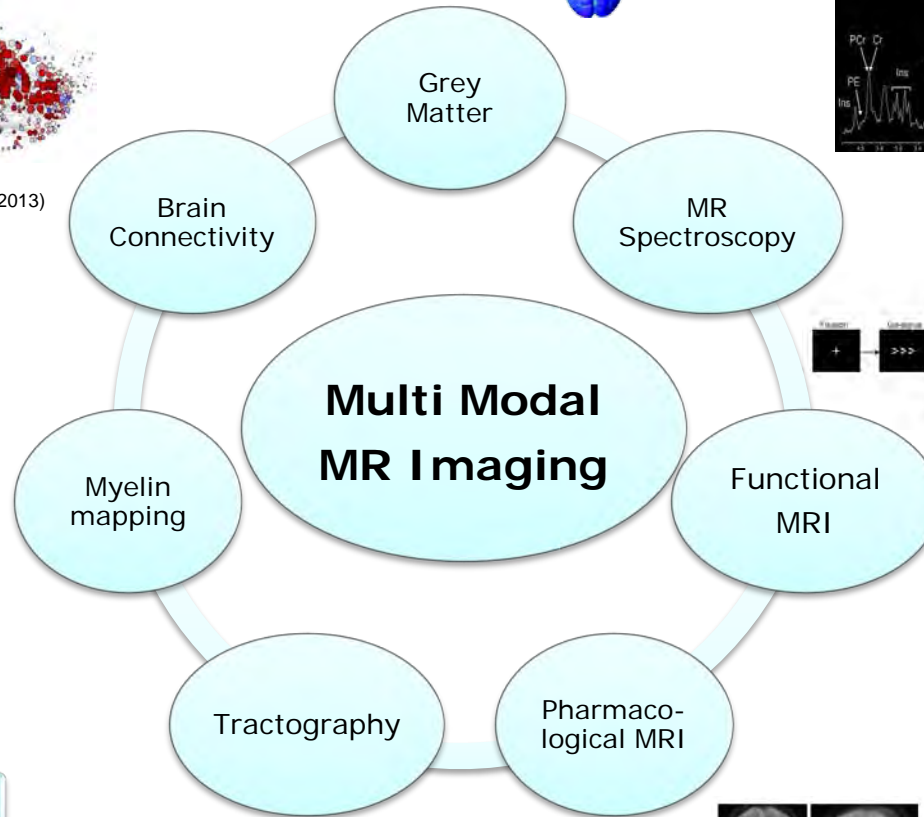 PCr Cr
PE
Ins
Ins
Grey
Matter
2013)
Brain
Connectivity
MR
Spectroscopy
+
>>>
Multi Modal
MR Imaging
Myelin
mapping
Functional
MRI
Tractography
Pharmaco-
logical MRI